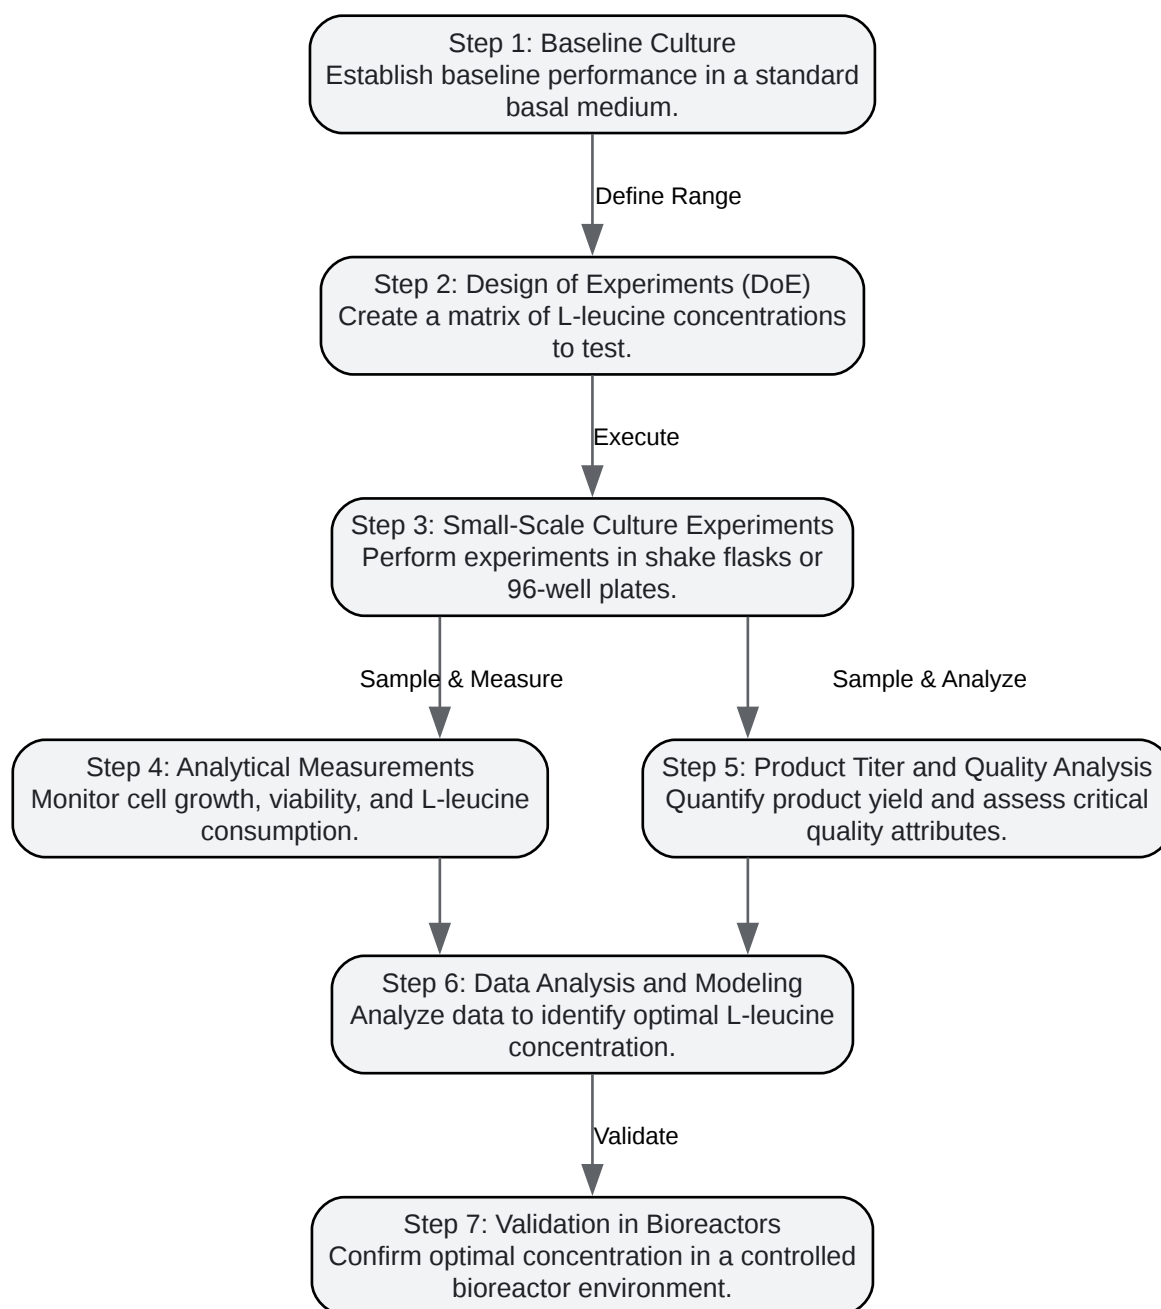 Step 1: Baseline Culture
Establish baseline performance in a standard
basal medium.
Define Range
Step 2: Design of Experiments (DoE)
Create a matrix of L-leucine concentrations
to test.
Execute
Step 3: Small-Scale Culture Experiments
Perform experiments in shake flasks or
96-well plates.
Sample & Measure
Sample & Analyze
Step 4: Analytical Measurements
Monitor cell growth, viability, and L-leucine
consumption.
Step 5: Product Titer and Quality Analysis
Quantify product yield and assess critical
quality attributes.
Step 6: Data Analysis and Modeling
Analyze data to identify optimal L-leucine
concentration.
Validate
Step 7: Validation in Bioreactors
Confirm optimal concentration in a controlled
bioreactor environment.